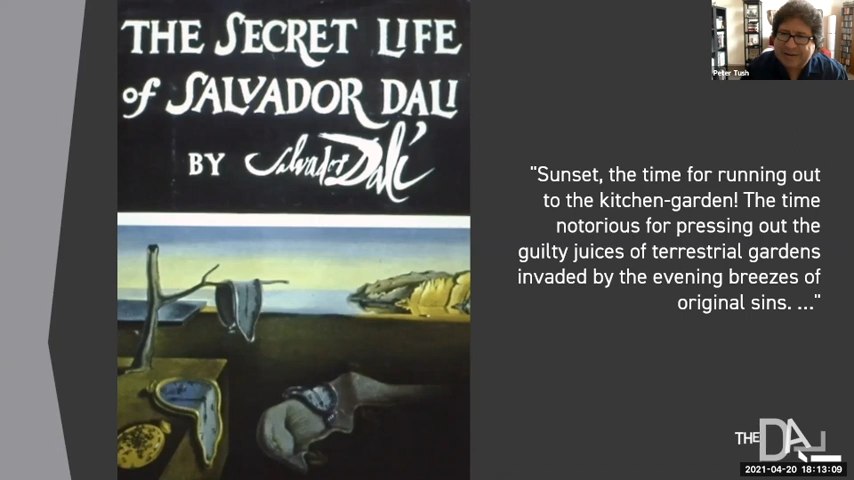 THE SECRET LIFE
of SALVADOR DALI
BY Salvador Dalí
Peter Tush
"Sunset, the time for running out
to the kitchen-garden! The time
notorious for pressing out the
guilty juices of terrestrial gardens
invaded by the evening breezes of
original sins. ..."
THE DALI
2021-04-20 18:13:09